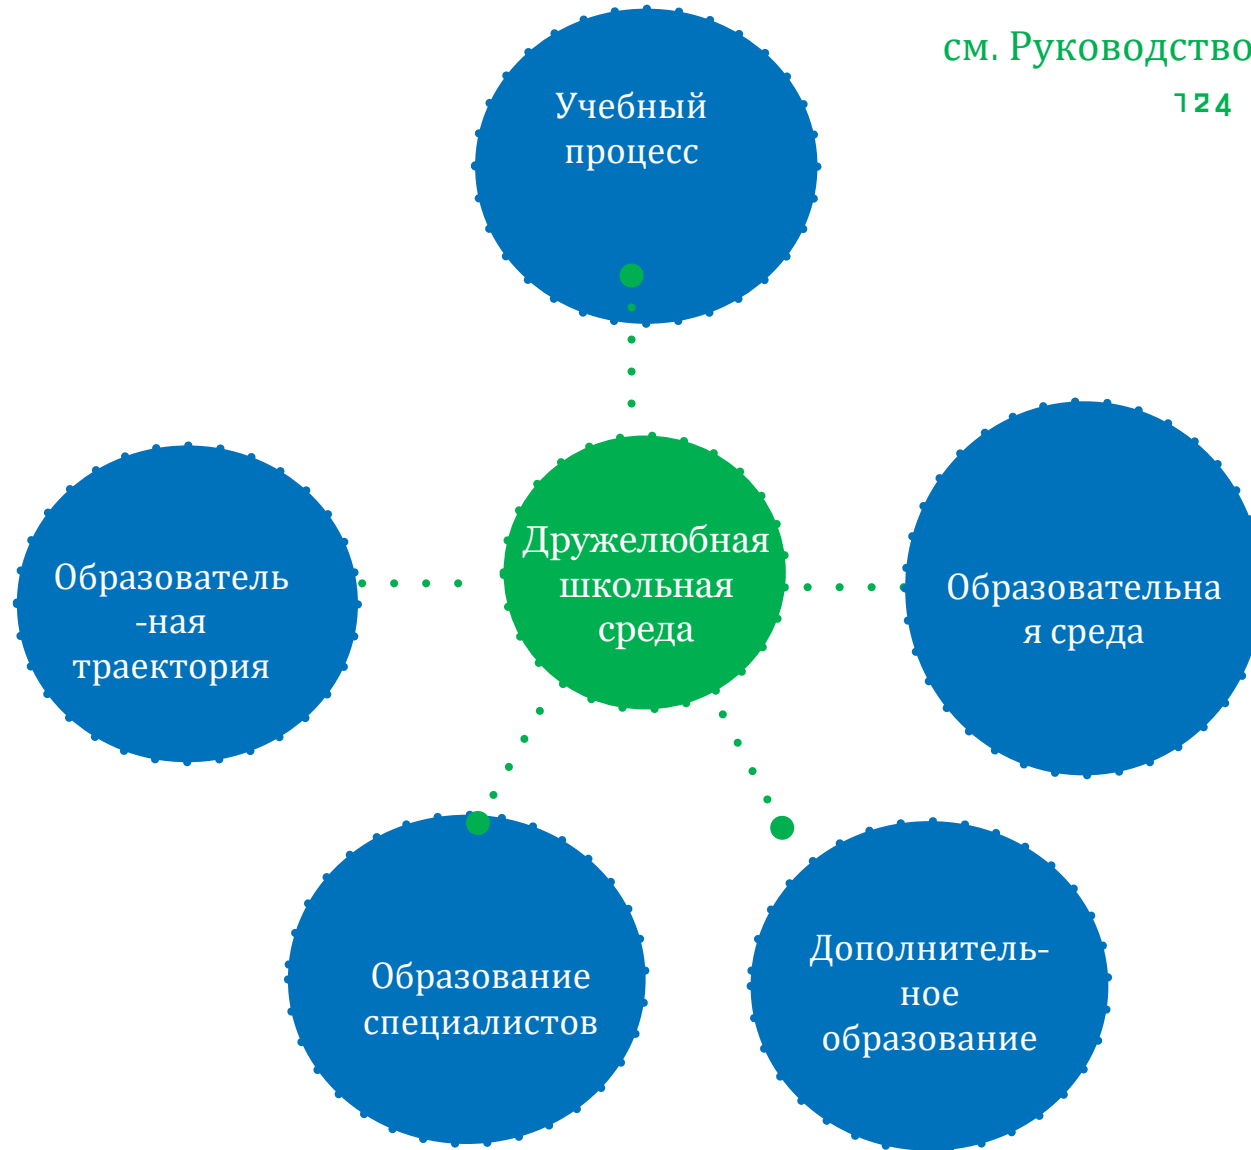 см. Руководство
124
Учебный
процесс
Дружелюбная
школьная
среда
Образователь
-ная
траектория
Образовательна
я среда
Образование
специалистов
Дополнитель-
ное
образование